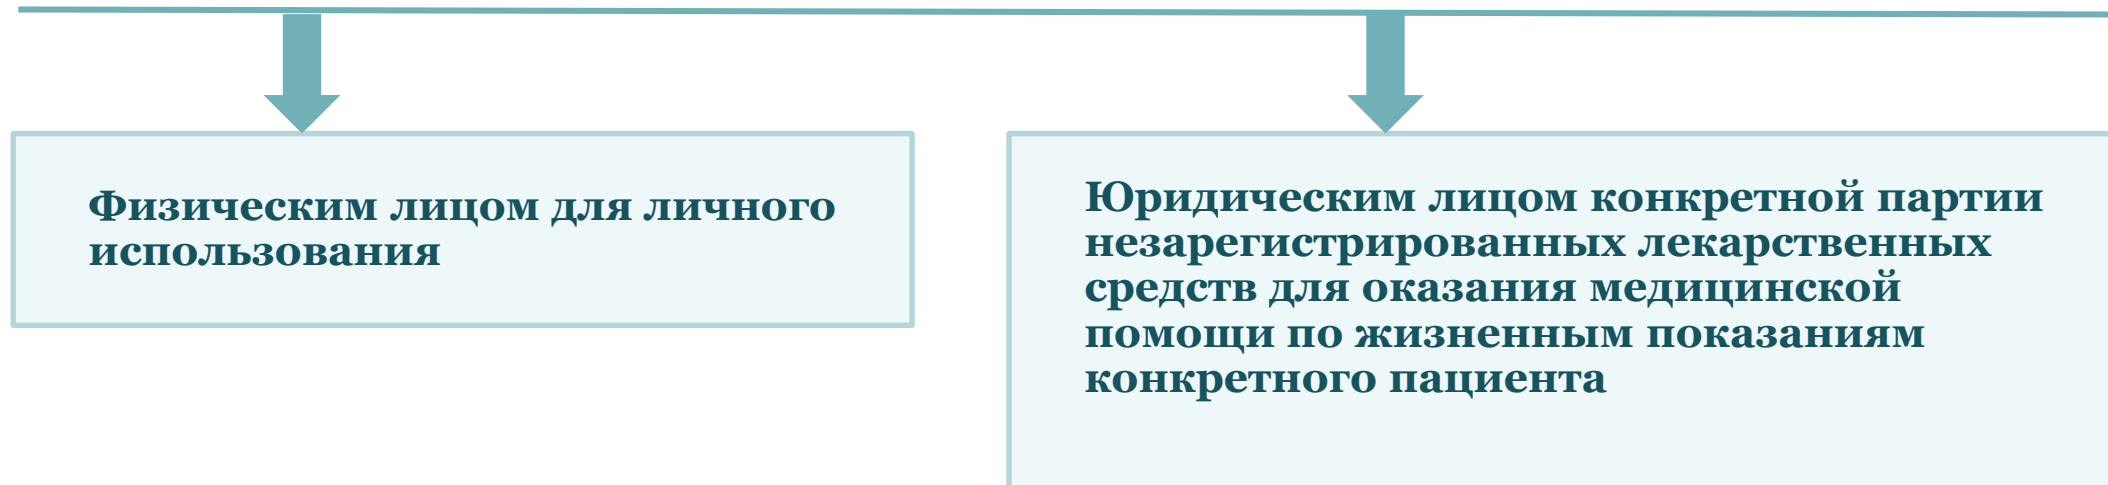 Физическим лицом для личного
использования
Юридическим лицом конкретной партии
незарегистрированных лекарственных
средств для оказания медицинской
помощи по жизненным показаниям
конкретного пациента